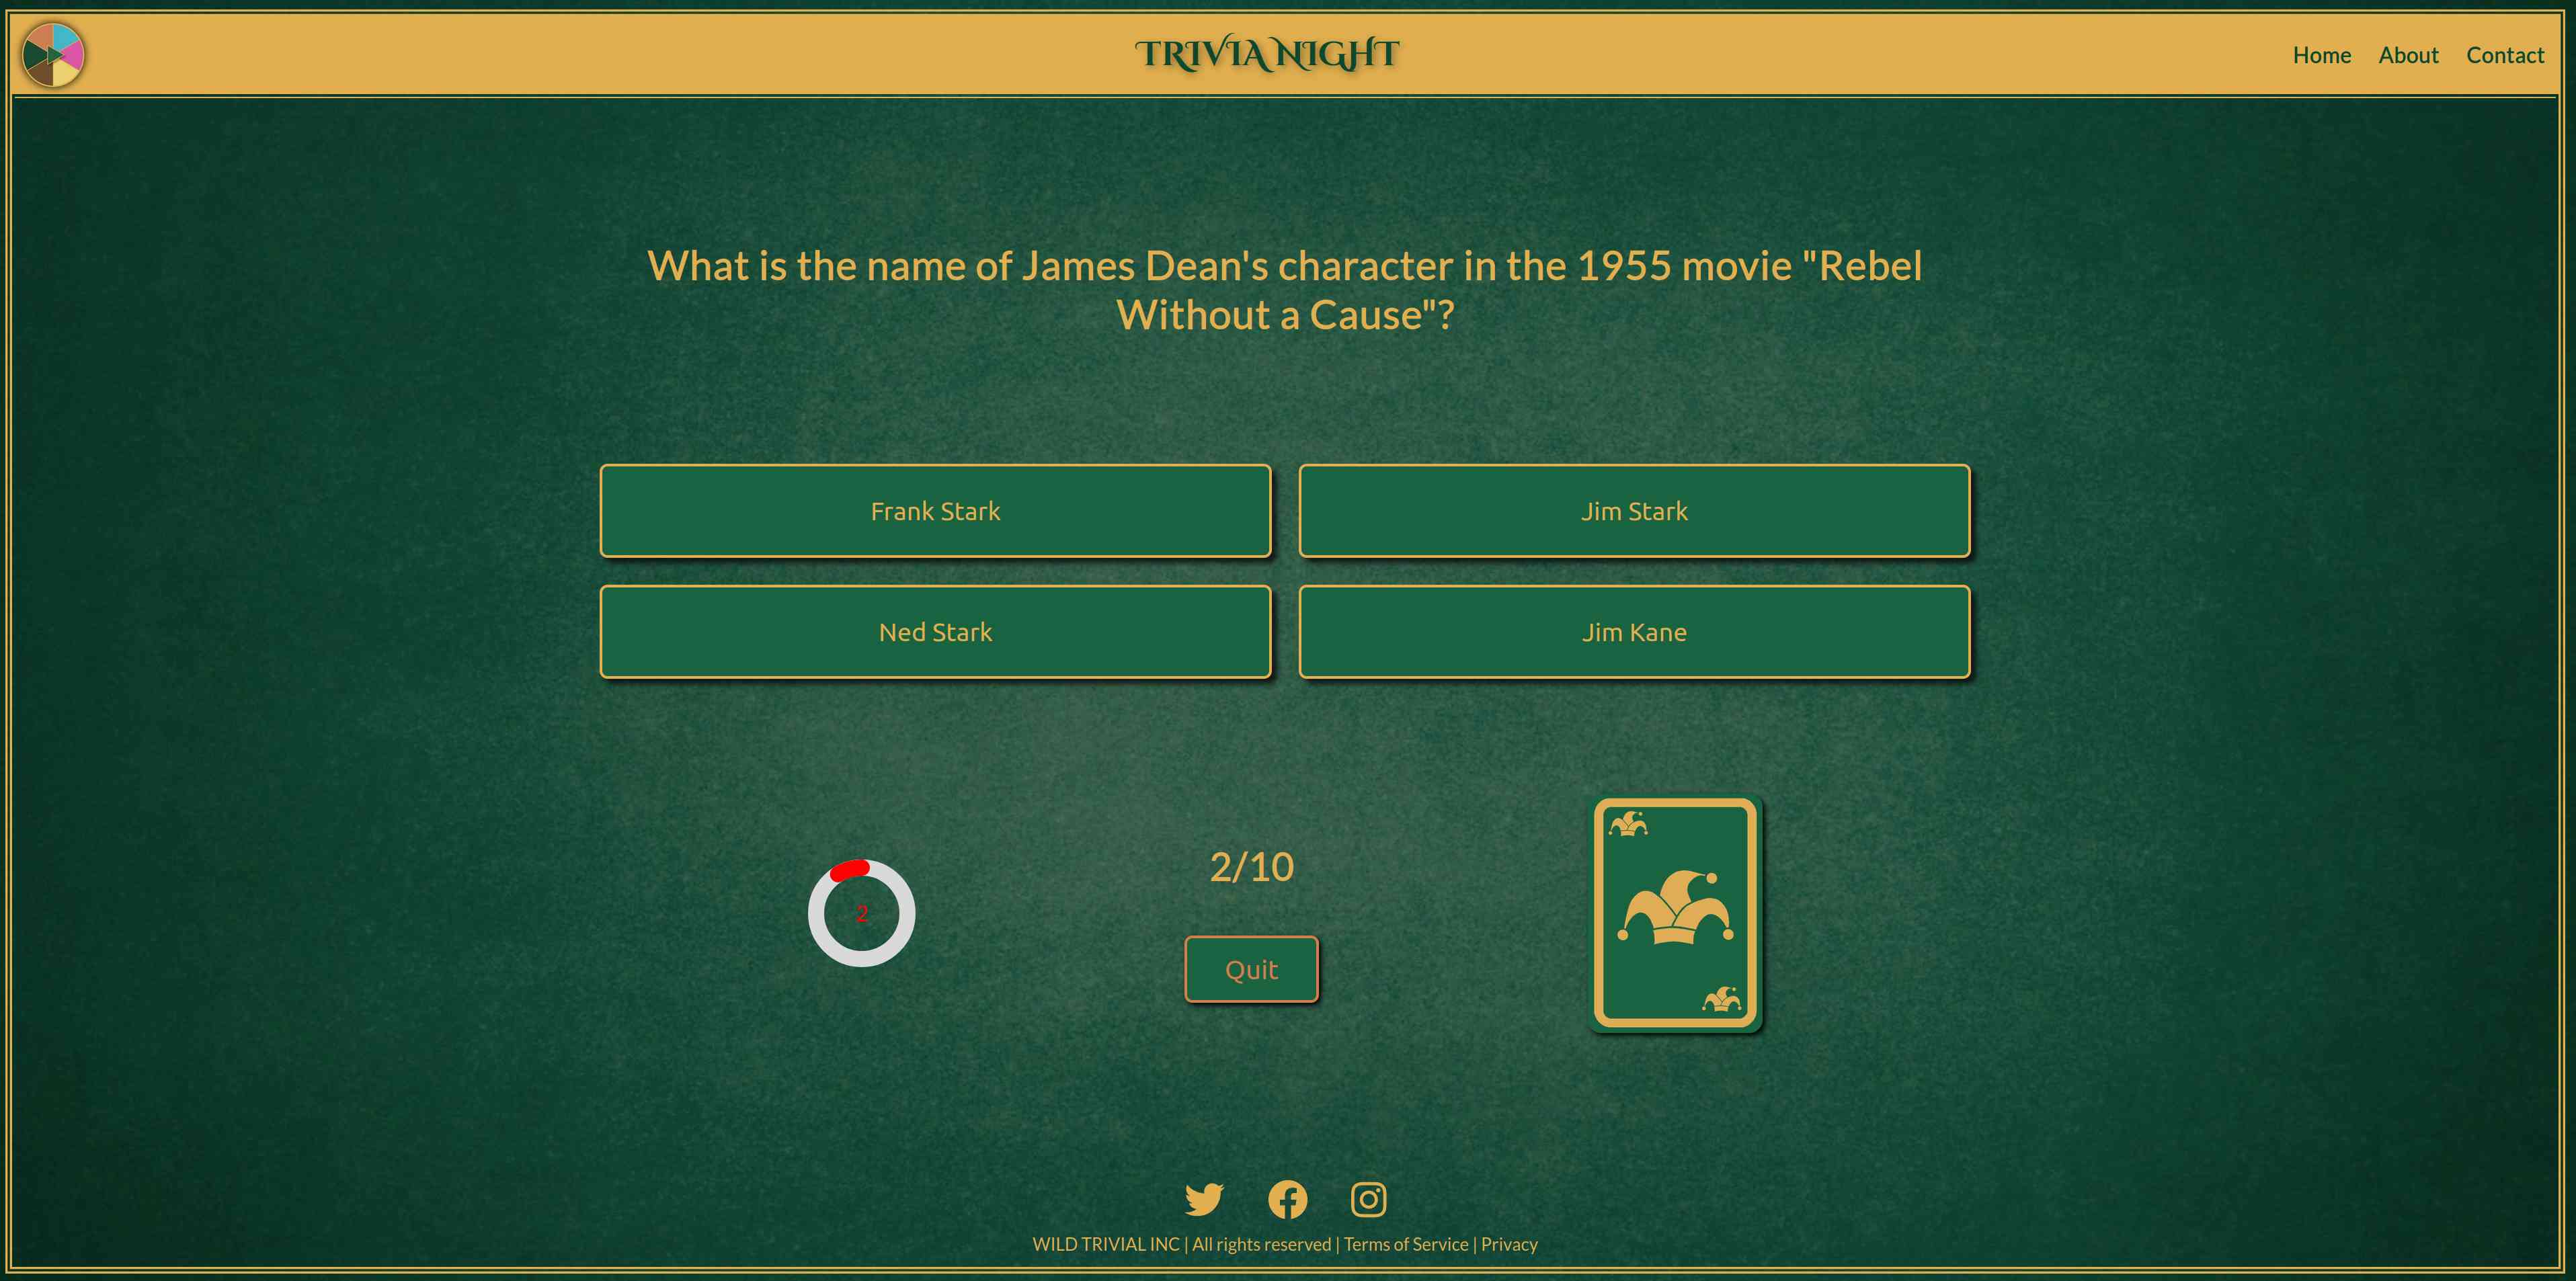 TRIVIA NIGHT
Home About Contact
What is the name of James Dean's character in the 1955 movie "Rebel
Without a Cause"?
Frank Stark
Jim Stark
Ned Stark
Jim Kane
2
2/10
Quit
WILD TRIVIAL INC | All rights reserved | Terms of Service | Privacy